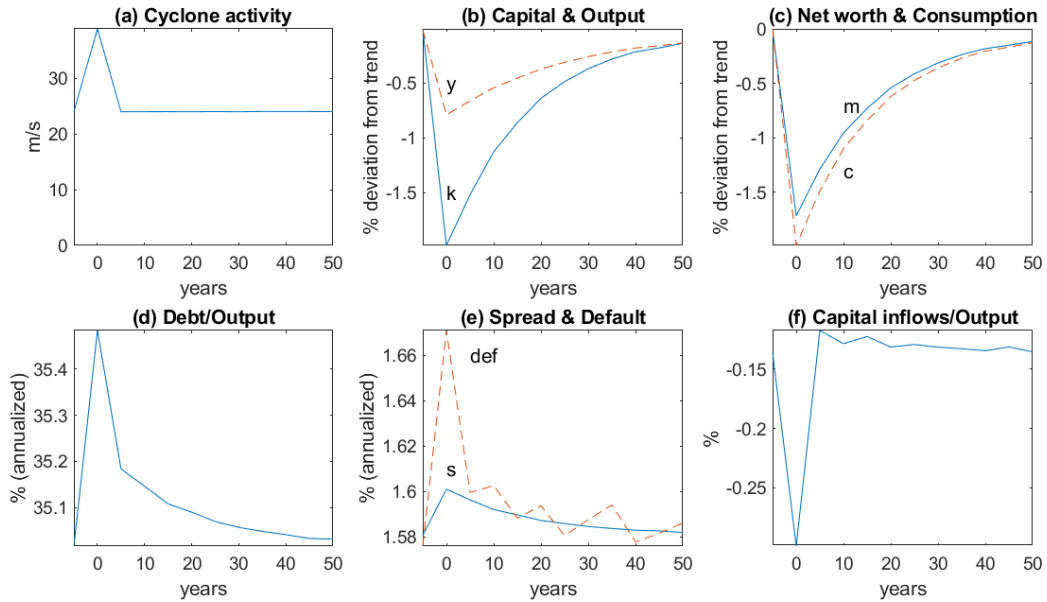 (a) Cyclone activity
m/s
30
20
10
0
0 10 20 30 40 50
years
(b) Capital & Output
% deviation from trend
-0.5
-1
-1.5
y
k
0 10 20 30 40 50
years
(c) Net worth & Consumption
% deviation from trend
0
-0.5
-1
-1.5
m
c
0 10 20 30 40 50
years
(d) Debt/Output
% (annualized)
35.4
35.3
35.2
35.1
0 10 20 30 40 50
years
(e) Spread & Default
% (annualized)
1.66
1.64
1.62
1.6
1.58
def
s
0 10 20 30 40 50
years
(f) Capital inflows/Output
%
-0.15
-0.2
-0.25
0 10 20 30 40 50
years